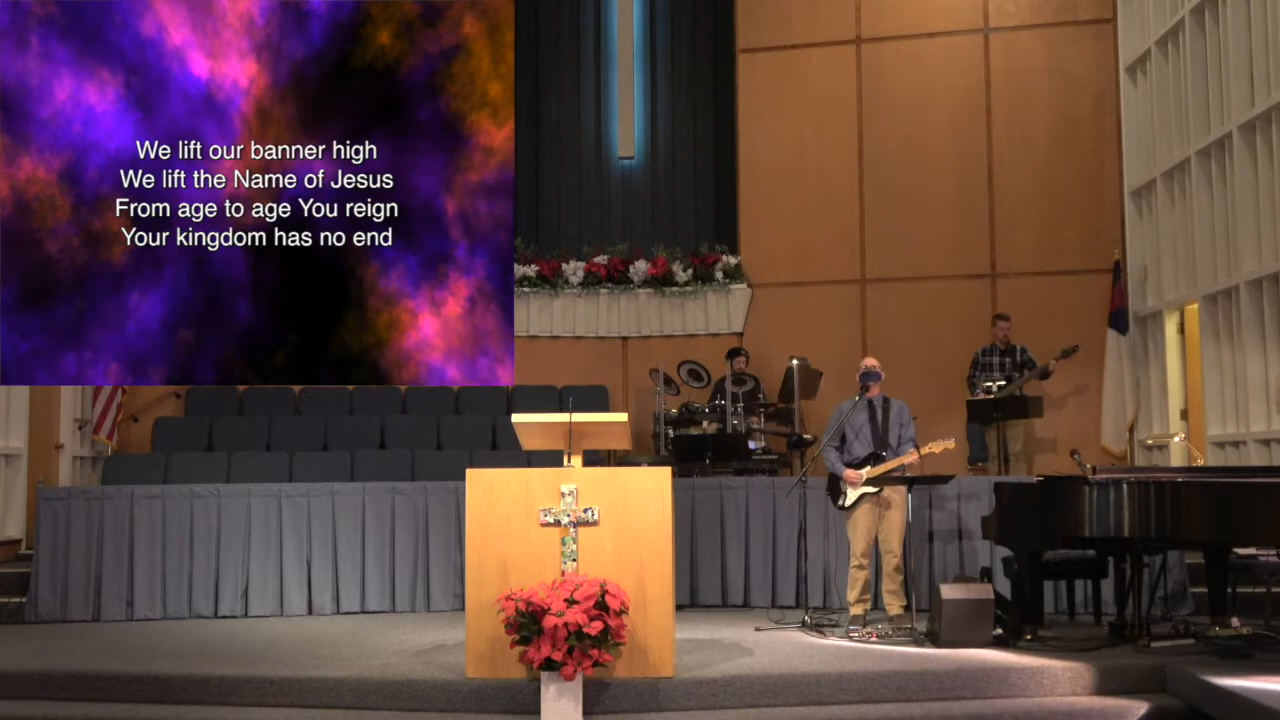 We lift our banner high
We lift the Name of Jesus
From age to age You reign
Your kingdom has no end